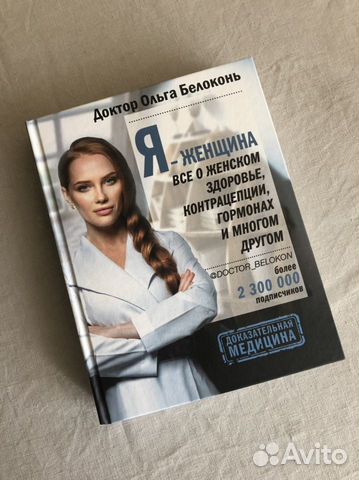 Доктор Ольга Белоконь
Я - ЖЕНЩИНА
ВСЕ О ЖЕНСКОМ
ЗДОРОВЬЕ,
КОНТРАЦЕПЦИИ,
ГОРМОНАХ
И МНОГОМ
ДРУГОМ
@DOCTOR_BELOKON
более
2 300 000
подписчиков
ДОКАЗАТЕЛЬНАЯ
МЕДИЦИНА
Avito